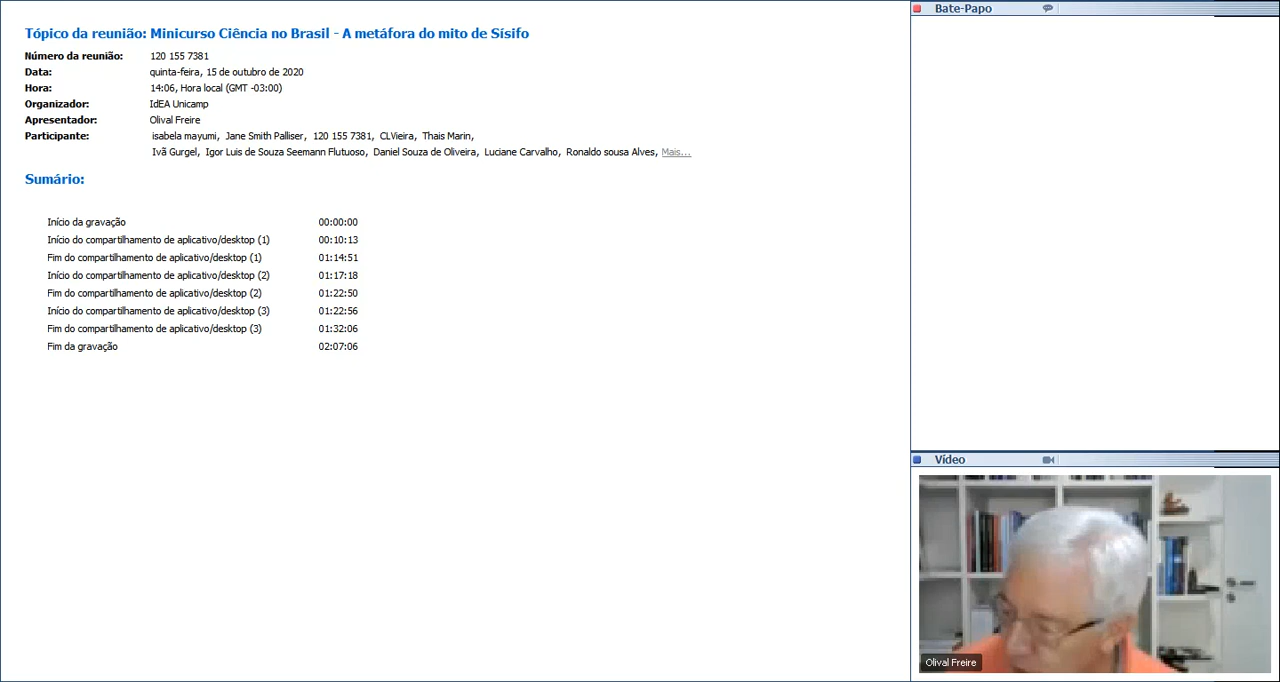 Tópico da reunião: Minicurso Ciência no Brasil - A metáfora do mito de Sísifo
Número da reunião: 120 155 7381
Data: quinta-feira, 15 de outubro de 2020
Hora: 14:06, Hora local (GMT -03:00)
Organizador: IdEA Unicamp
Apresentador: Olival Freire
Participante: isabela mayumi, Jane Smith Palliser, 120 155 7381, CLVieira, Thais Marin,
Ivã Gurgel, Igor Luis de Souza Seemann Flutuoso, Daniel Souza de Oliveira, Luciane Carvalho, Ronaldo sousa Alves, Mais...
Sumário:
Início da gravação 00:00:00
Início do compartilhamento de aplicativo/desktop (1) 00:10:13
Fim do compartilhamento de aplicativo/desktop (1) 01:14:51
Início do compartilhamento de aplicativo/desktop (2) 01:17:18
Fim do compartilhamento de aplicativo/desktop (2) 01:22:50
Início do compartilhamento de aplicativo/desktop (3) 01:22:56
Fim do compartilhamento de aplicativo/desktop (3) 01:32:06
Fim da gravação 02:07:06
Bate-Papo
Vídeo
Olival Freire